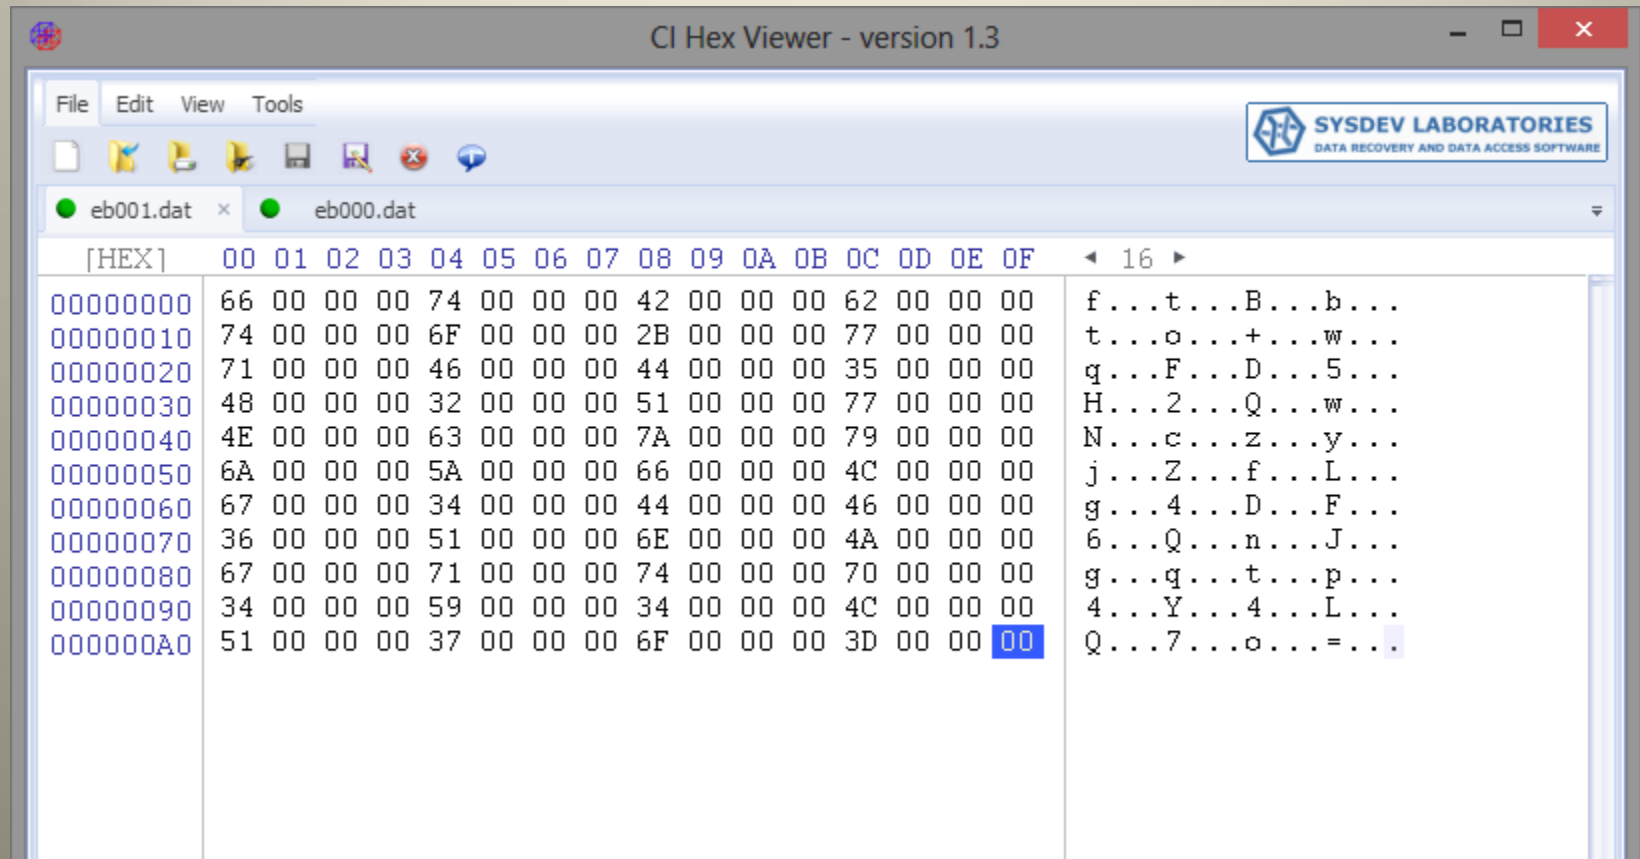 CI Hex Viewer - version 1.3
File Edit View Tools
SYSDEV LABORATORIES
DATA RECOVERY AND DATA ACCESS SOFTWARE
eb001.dat × eb000.dat
[HEX] 00 01 02 03 04 05 06 07 08 09 0A 0B 0C 0D 0E 0F 16
00000000 66 00 00 00 74 00 00 00 42 00 00 00 62 00 00 00 f...t...B...b...
00000010 74 00 00 00 6F 00 00 00 2B 00 00 00 77 00 00 00 t...o...+...w...
00000020 71 00 00 00 46 00 00 00 44 00 00 00 35 00 00 00 q...F...D...5...
00000030 48 00 00 00 32 00 00 00 51 00 00 00 77 00 00 00 H...2...Q...w...
00000040 4E 00 00 00 63 00 00 00 7A 00 00 00 79 00 00 00 N...c...z...y...
00000050 6A 00 00 00 5A 00 00 00 66 00 00 00 4C 00 00 00 j...Z...f...L...
00000060 67 00 00 00 34 00 00 00 44 00 00 00 46 00 00 00 g...4...D...F...
00000070 36 00 00 00 51 00 00 00 6E 00 00 00 4A 00 00 00 6...Q...n...J...
00000080 67 00 00 00 71 00 00 00 74 00 00 00 70 00 00 00 g...q...t...p...
00000090 34 00 00 00 59 00 00 00 34 00 00 00 4C 00 00 00 4...Y...4...L...
000000A0 51 00 00 00 37 00 00 00 6F 00 00 00 3D 00 00 00 Q...7...o...=...